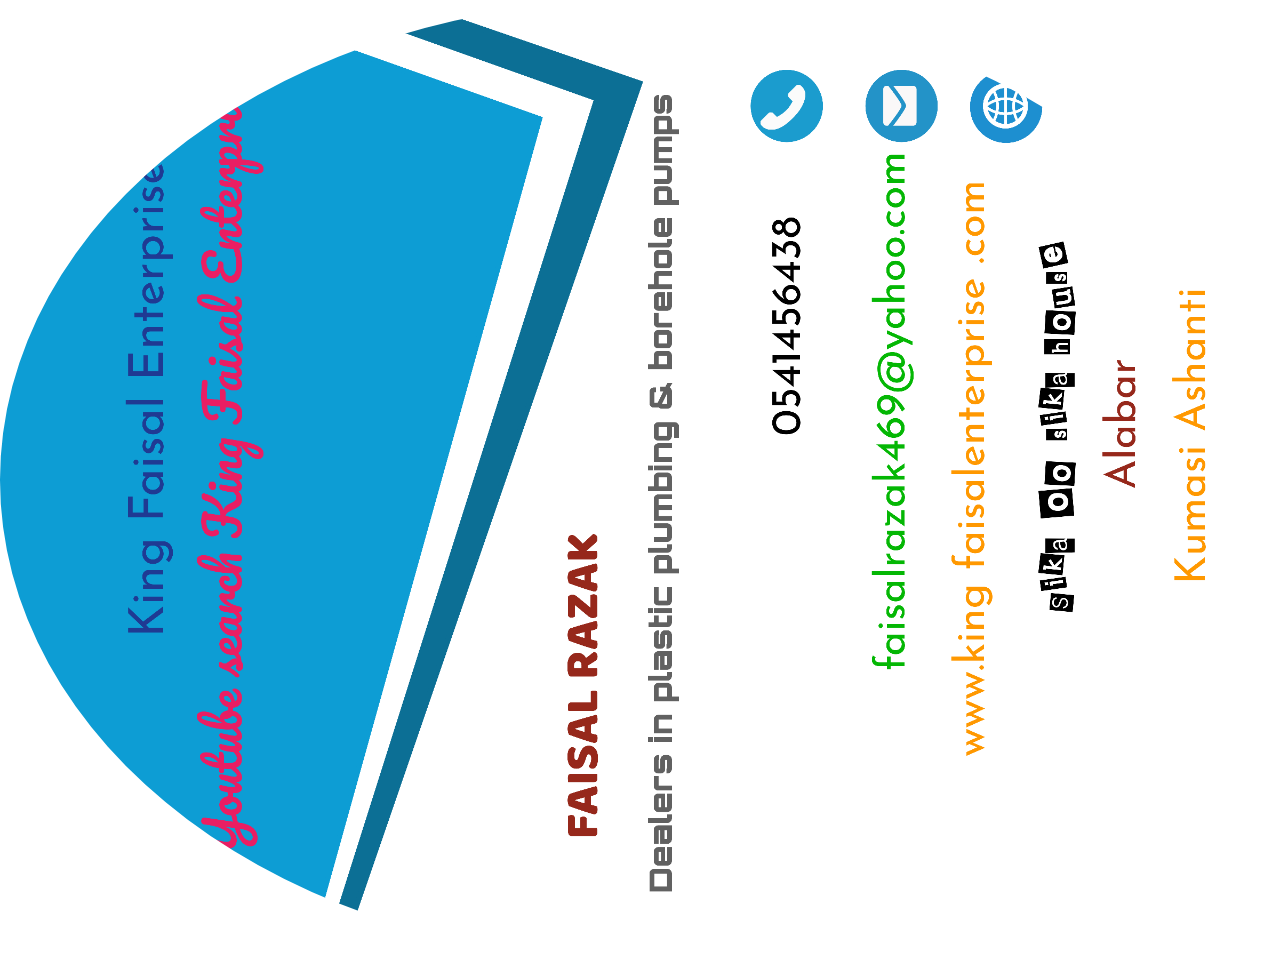 King Faisal Enterprise
Youtube search King Faisal Enterpri
FAISAL RAZAK
Dealers in plastic plumbing & borehole pumps
0541456438
faisalrazak469@yahoo.com
www.king faisalenterprise .com
Sika oo sika house
Alabar
Kumasi Ashanti